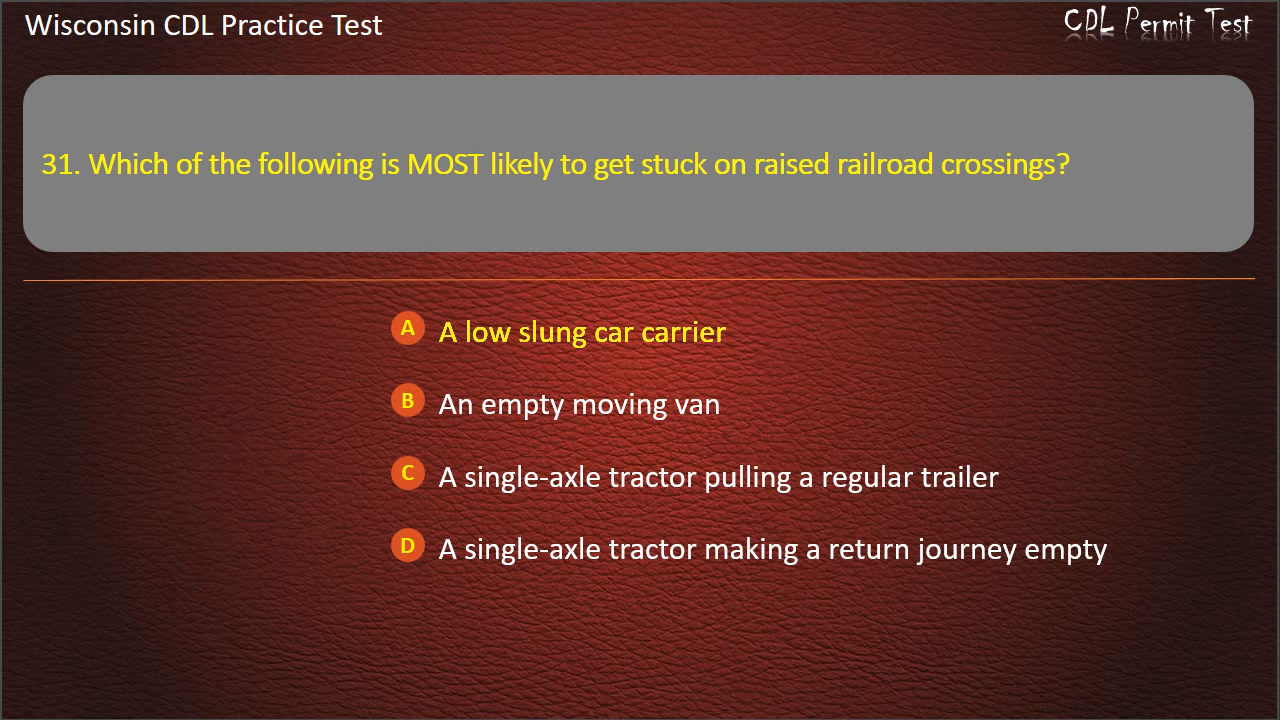 Wisconsin CDL Practice Test
CDL Permit Test
31. Which of the following is MOST likely to get stuck on raised railroad crossings?
A A low slung car carrier
B An empty moving van
C A single-axle tractor pulling a regular trailer
D A single-axle tractor making a return journey empty